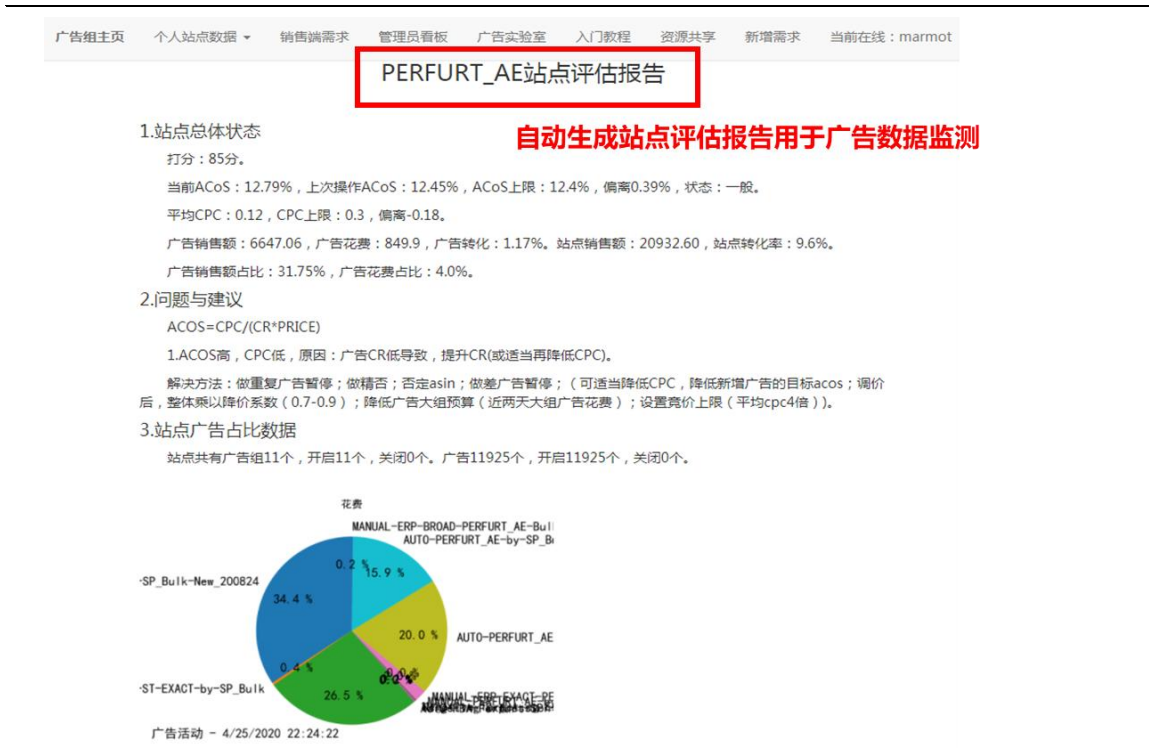 广告组主页 个人站点数据 销售端需求 管理员看板 广告实验室 入门教程 资源共享 新增需求 当前在线：marmot
PERFURT_AE站点评估报告
自动生成站点评估报告用于广告数据监测
1.站点总体状态
打分：85分。
当前ACoS：12.79%，上次操作ACoS：12.45%，ACoS上限：12.4%，偏离0.39%，状态：一般。
平均CPC：0.12，CPC上限：0.3，偏离-0.18。
广告销售额：6647.06，广告花费：849.9，广告转化：1.17%。站点销售额：20932.60，站点转化率：9.6%。
广告销售额占比：31.75%，广告花费占比：4.0%。
2.问题与建议
ACOS=CPC/(CR*PRICE)
1.ACOS高，CPC低，原因：广告CR低导致，提升CR(或适当再降低CPC)。
解决方法：做重复广告暂停；做精否；否定asin；做差广告暂停；（可适当降低CPC，降低新增广告的目标acos；调价
后，整体乘以降价系数（0.7-0.9）；降低广告大组预算（近两天大组广告花费）；设置竞价上限（平均cpc4倍））。
3.站点广告占比数据
站点共有广告组11个，开启11个，关闭0个。广告11925个，开启11925个，关闭0个。
花费
MANUAL-ERP-BROAD-PERFURT_AE-Bul
AUTO-PERFURT_AE-by-SP_B
0.2 %
15.9 %
-SP_Bulk-New_200824
34.4 %
20.0 %
AUTO-PERFURT_AE
0.4 %
-ST-EXACT-by-SP_Bulk
26.5 %
广告活动 - 4/25/2020 22:24:22